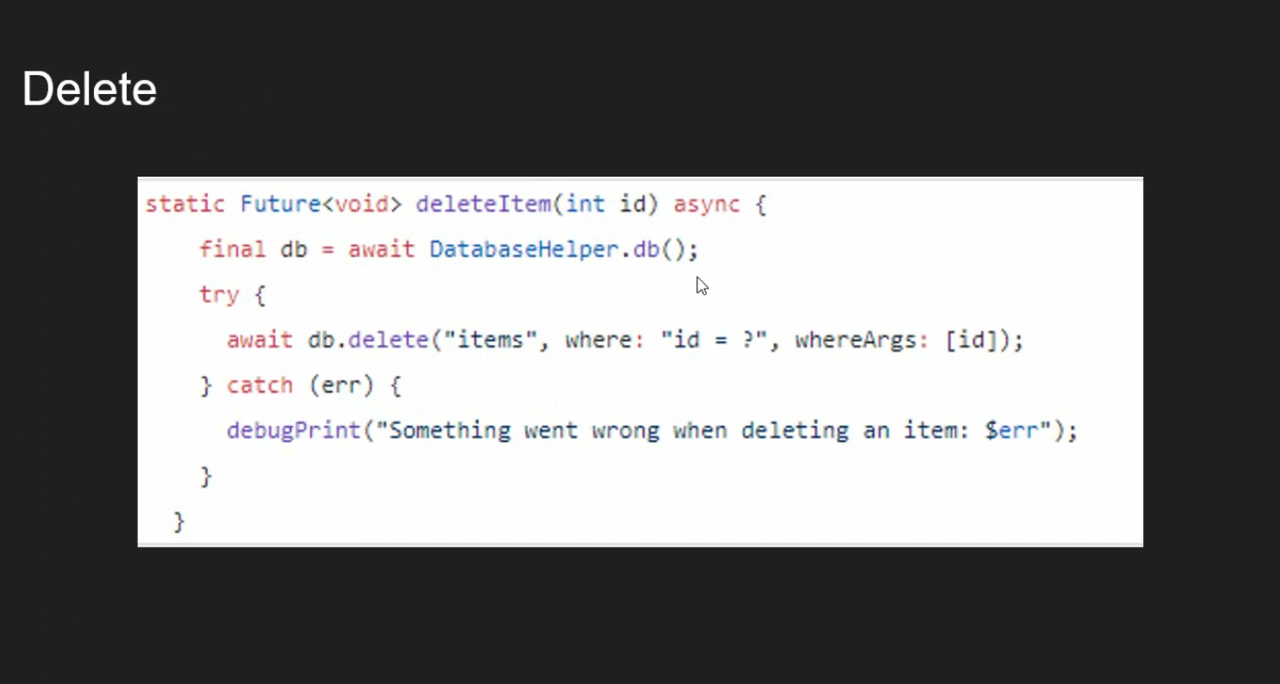 Delete
static Future<void> deleteItem(int id) async {
final db = await DatabaseHelper.db();
try {
await db.delete("items", where: "id = ?", whereArgs: [id]);
} catch (err) {
debugPrint("Something went wrong when deleting an item: $err");
}
}